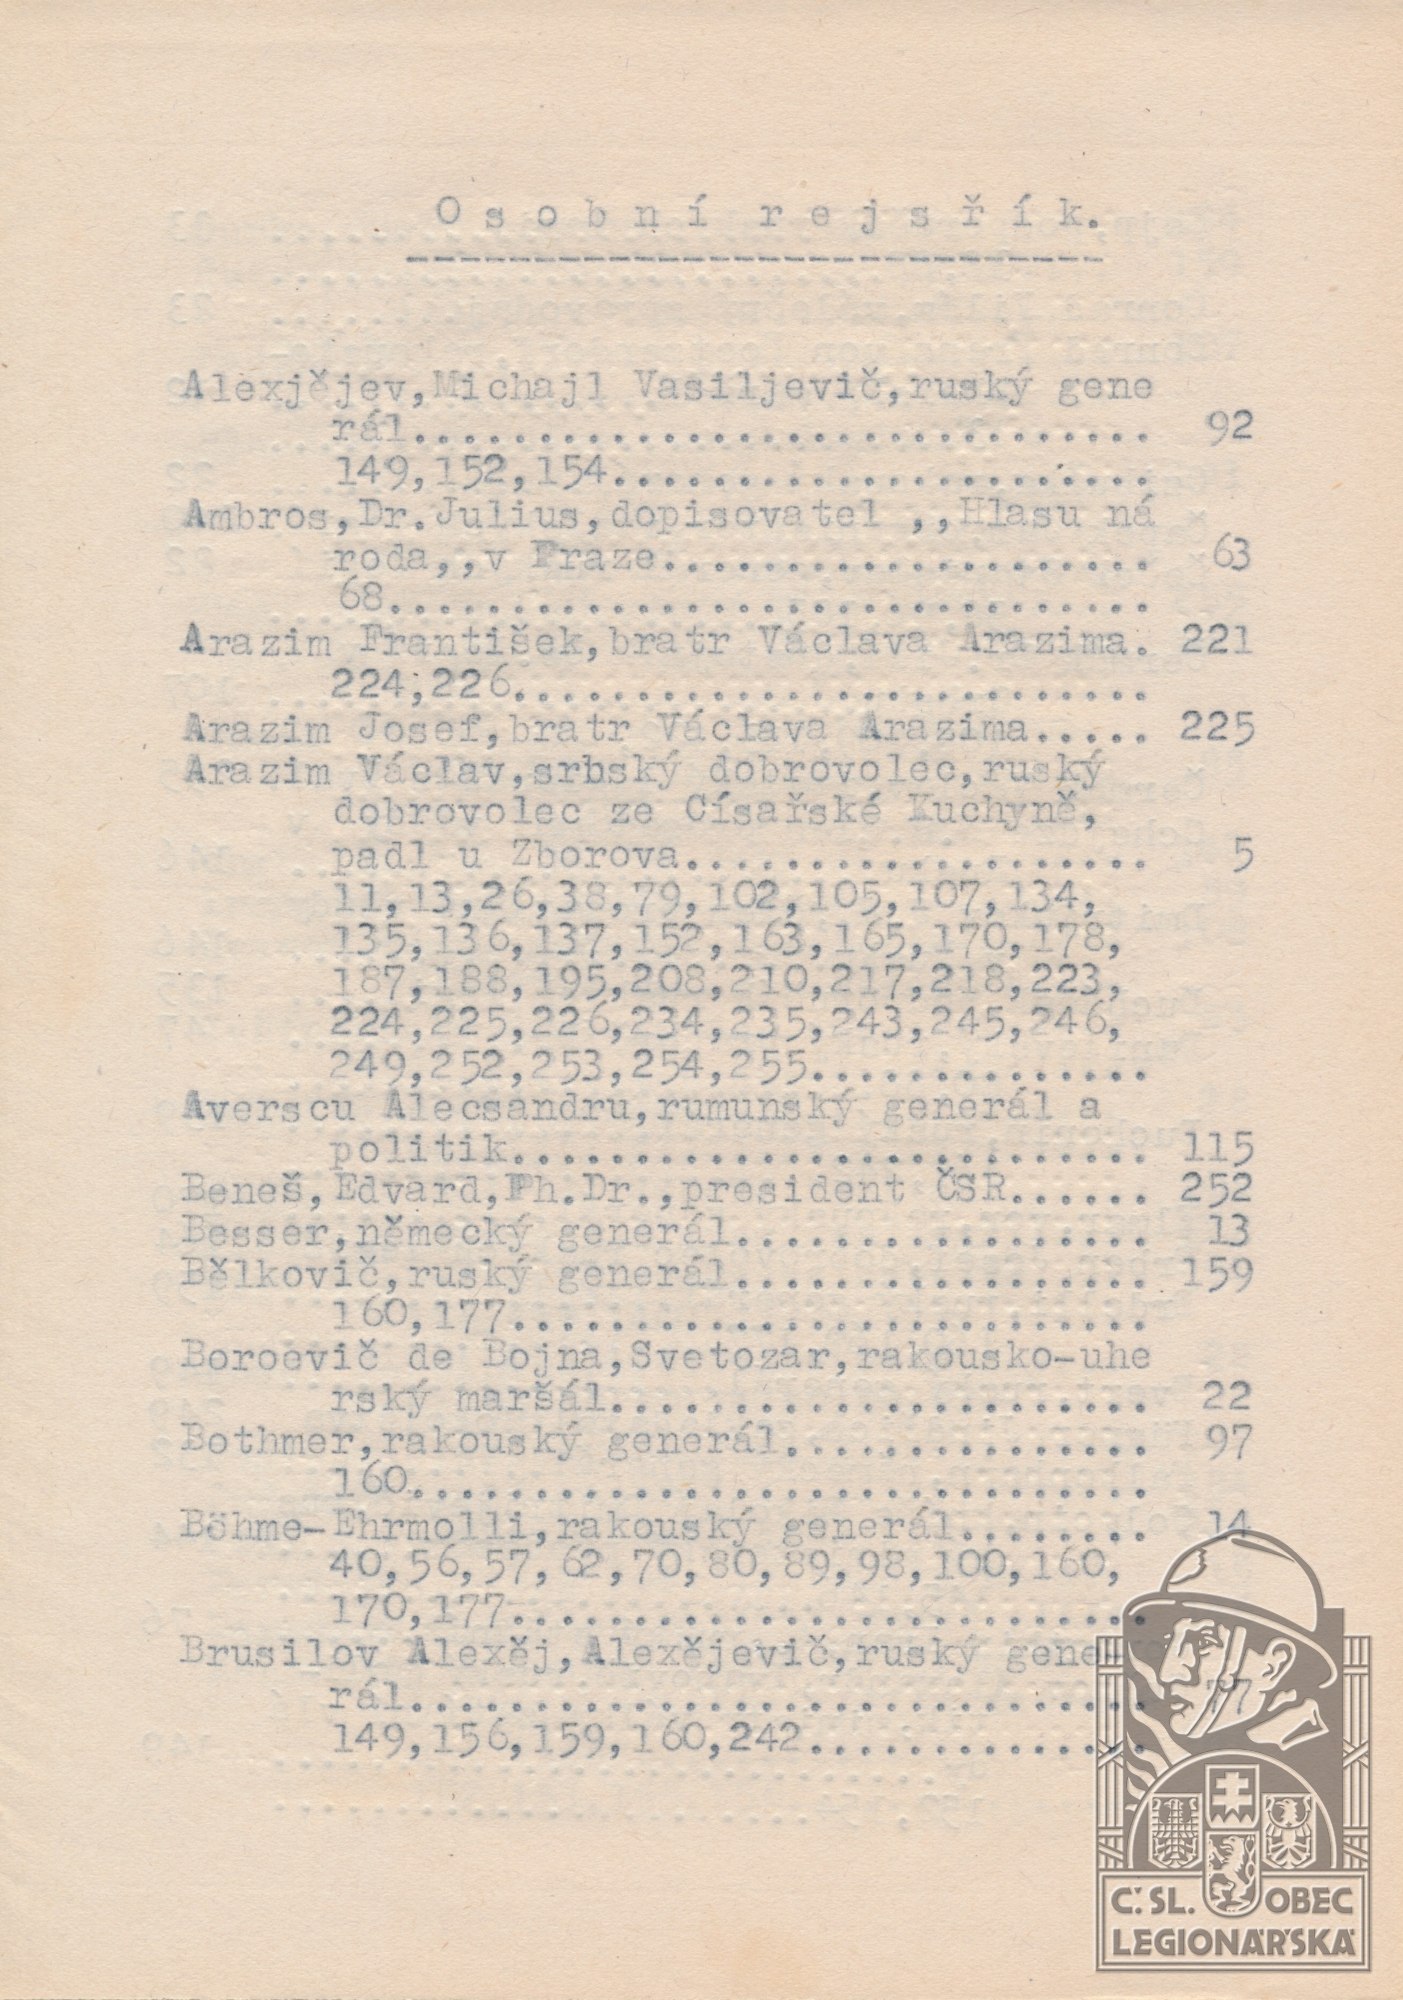 O s o b n í  r e j s ř í k.
Alexjějev,Michajl Vasiljevič,ruský gene
rál.............................. 92
149,152,154......................
Ambros,Dr.Julius,dopisovatel ,,Hlasu ná
roda,,v Praze.................... 63
68...............................
Arazim František,bratr Václava Arazima. 221
224,226..........................
Arazim Josef,bratr Václava Arazima..... 225
Arazim Václav,srbský dobrovolec,ruský
dobrovolec ze Císařské Kuchyně,
padl u Zborova................... 5
11,13,26,38,79,102,105,107,134,
135,136,137,152,163,165,170,178,
187,188,195,208,210,217,218,223,
224,225,226,234,235,243,245,246,
249,252,253,254,255..............
Averscu Alecsandru,rumunský generál a
politik.......................... 115
Beneš,Edvard,Ph.Dr.,president ČSR...... 252
Besser,německý generál................. 13
Bělkovič,ruský generál................. 159
160,177..........................
Boroevič de Bojna,Svetozar,rakousko-uhe
rský maršál...................... 22
Bothmer,rakouský generál............... 97
160..............................
Böhme-Ehrmolli,rakouský generál........ 14
40,56,57,62,70,80,89,98,100,160,
170,177..........................
Brusilov Alexěj,Alexějevič,ruský gene-
rál.............................. 77
149,156,159,160,242..............
Č.SL. OBEC
LEGIONÁŘSKÁ